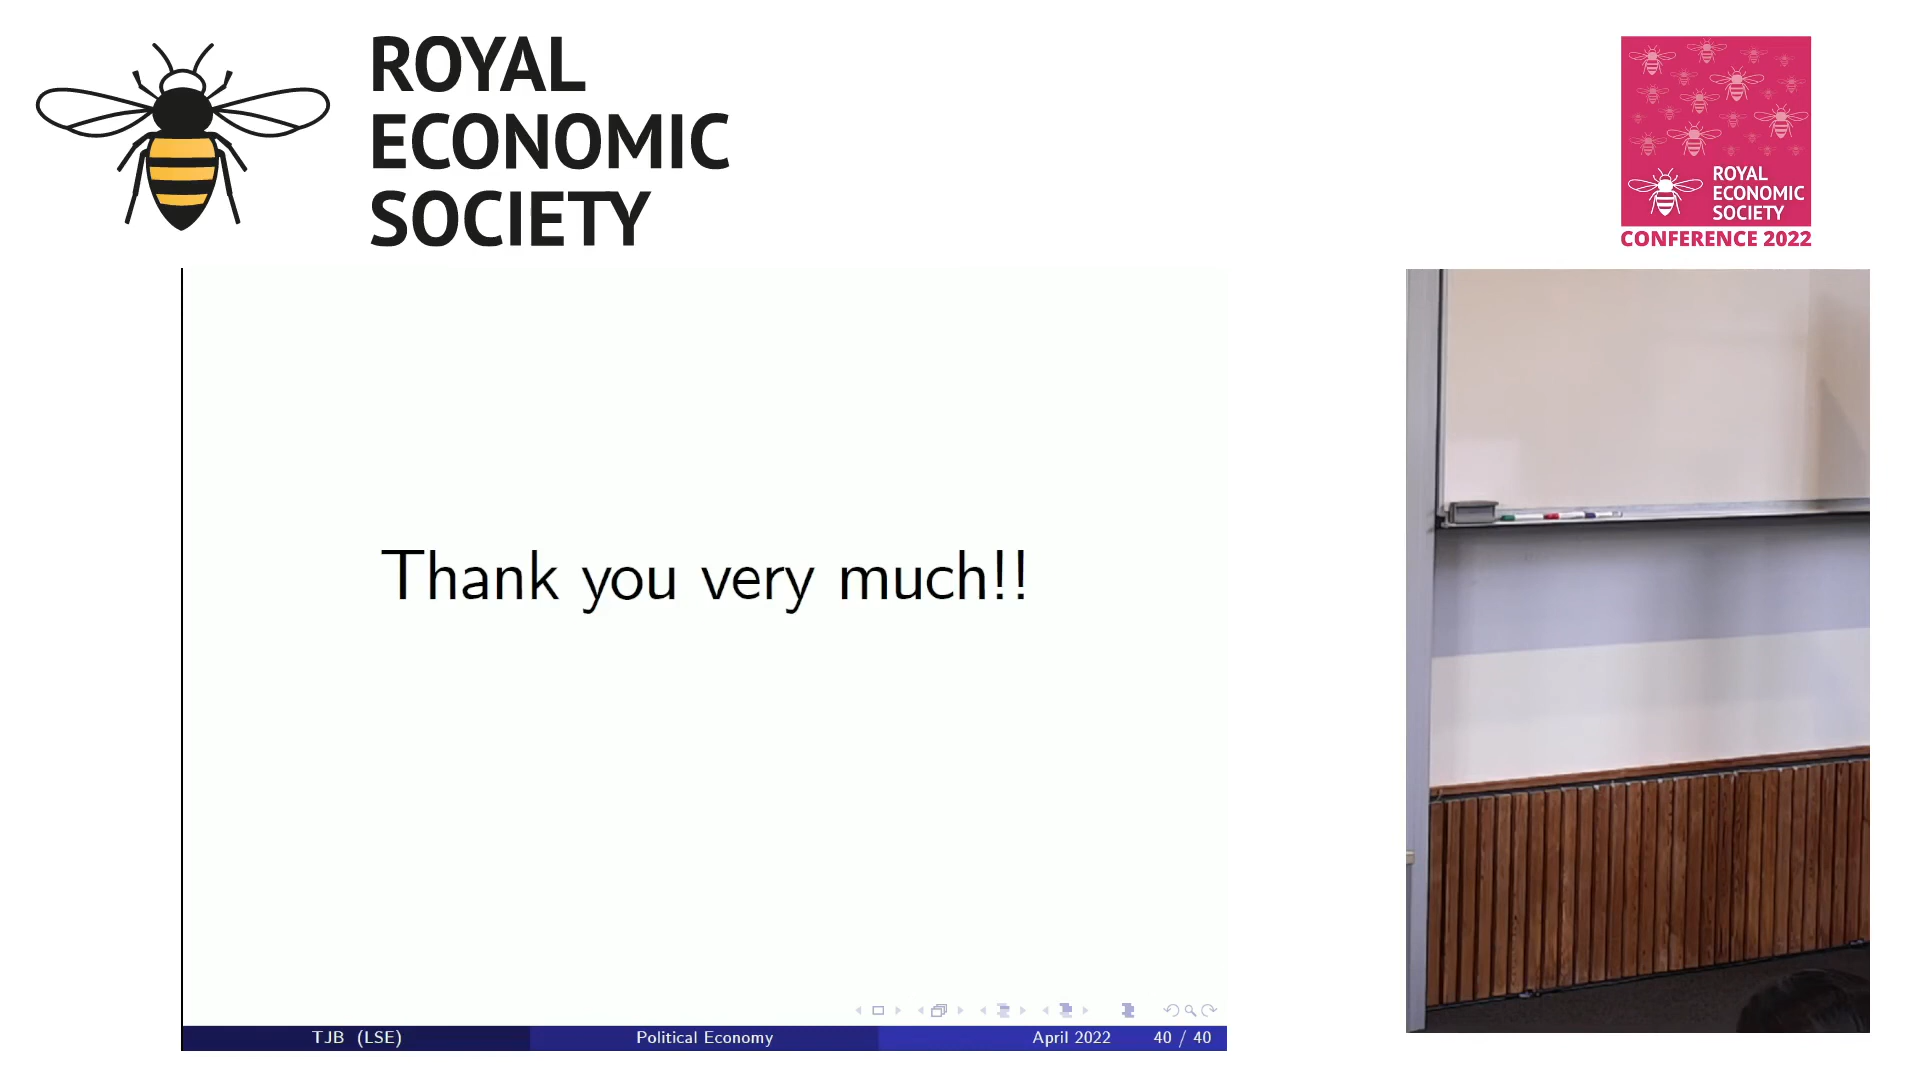 ROYAL
ECONOMIC
SOCIETY
ROYAL
ECONOMIC
SOCIETY
CONFERENCE 2022
Thank you very much!!
TJB (LSE)
Political Economy
April 2022
40 / 40